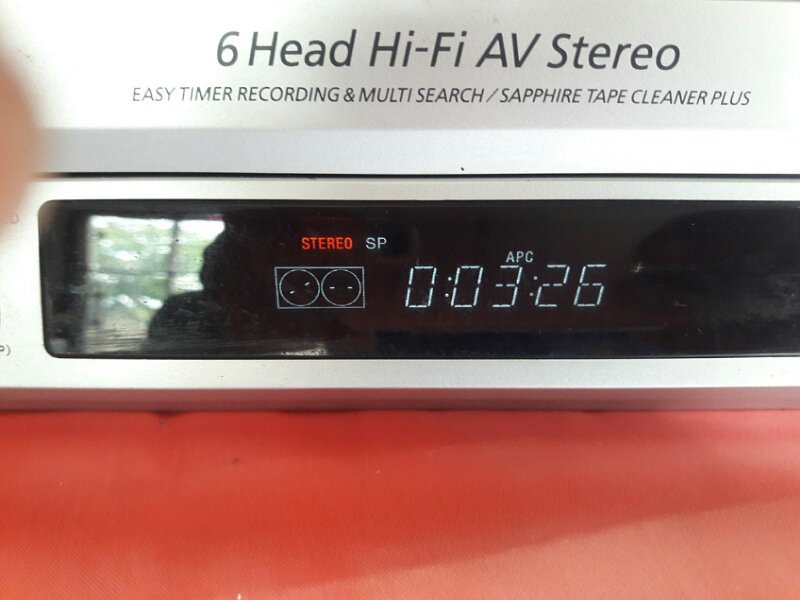 6 Head Hi-Fi AV Stereo
EASY TIMER RECORDING & MULTI SEARCH / SAPPHIRE TAPE CLEANER PLUS
STEREO SP
APC
0:03:26
P)